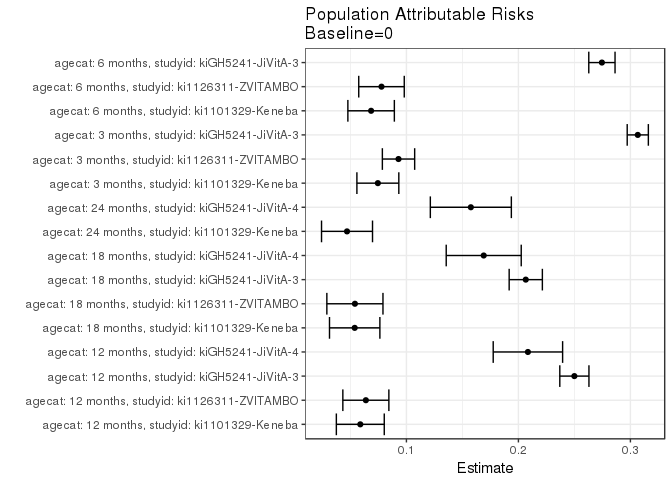 Population Attributable Risks
Baseline=0
agecat: 6 months, studyid: kiGH5241-JiVitA-3
agecat: 6 months, studyid: ki1126311-ZVITAMBO
agecat: 6 months, studyid: ki1101329-Keneba
agecat: 3 months, studyid: kiGH5241-JiVitA-3
agecat: 3 months, studyid: ki1126311-ZVITAMBO
agecat: 3 months, studyid: ki1101329-Keneba
agecat: 24 months, studyid: kiGH5241-JiVitA-4
agecat: 24 months, studyid: ki1101329-Keneba
agecat: 18 months, studyid: kiGH5241-JiVitA-4
agecat: 18 months, studyid: kiGH5241-JiVitA-3
agecat: 18 months, studyid: ki1126311-ZVITAMBO
agecat: 18 months, studyid: ki1101329-Keneba
agecat: 12 months, studyid: kiGH5241-JiVitA-4
agecat: 12 months, studyid: kiGH5241-JiVitA-3
agecat: 12 months, studyid: ki1126311-ZVITAMBO
agecat: 12 months, studyid: ki1101329-Keneba
0.1 0.2 0.3
Estimate